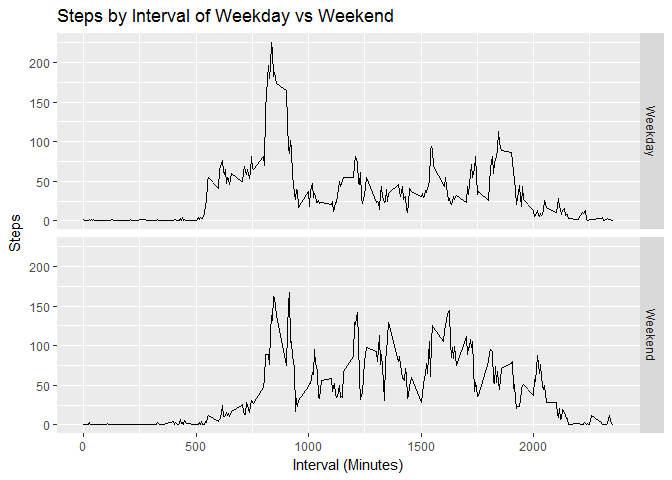 Steps by Interval of Weekday vs Weekend
200
150
100
50
0
Weekday
Steps
200
150
100
50
0
Weekend
0 500 1000 1500 2000
Interval (Minutes)